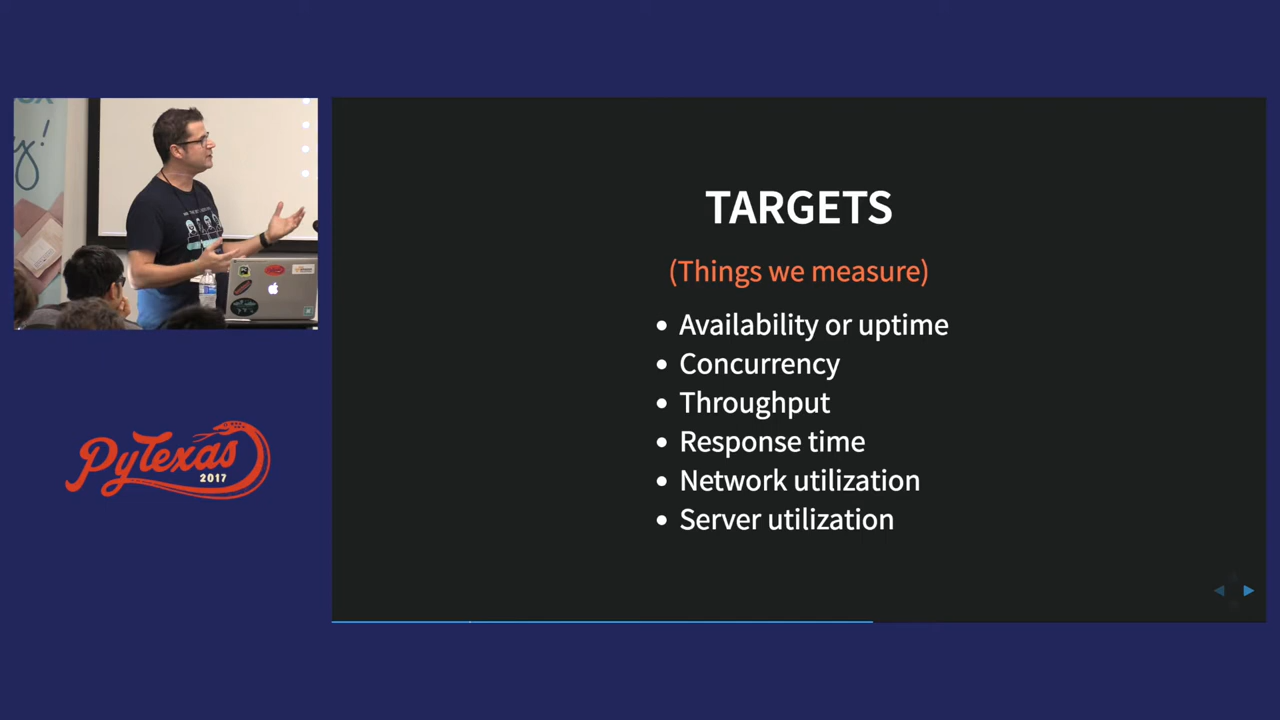 TARGETS
(Things we measure)
• Availability or uptime
• Concurrency
• Throughput
• Response time
• Network utilization
• Server utilization
PyTexas
2017